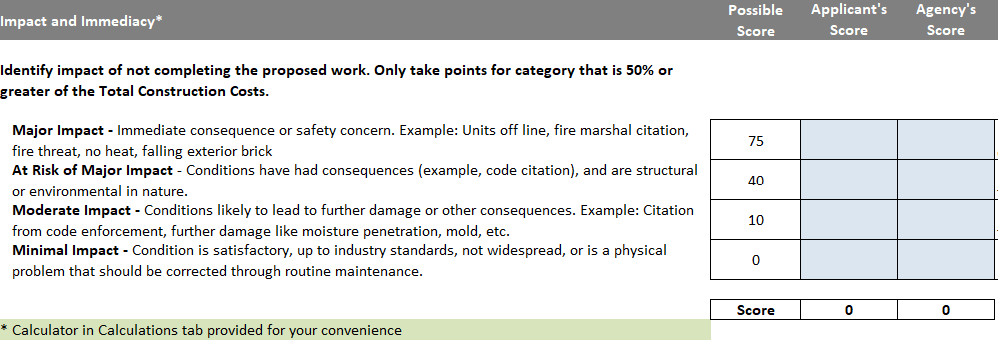 Impact and Immediacy* Possible Score Applicant's Score Agency's Score
Identify impact of not completing the proposed work. Only take points for category that is 50% or
greater of the Total Construction Costs.
Major Impact - Immediate consequence or safety concern. Example: Units off line, fire marshal citation,
fire threat, no heat, falling exterior brick
75
At Risk of Major Impact - Conditions have had consequences (example, code citation), and are structural
or environmental in nature.
40
Moderate Impact - Conditions likely to lead to further damage or other consequences. Example: Citation
from code enforcement, further damage like moisture penetration, mold, etc.
10
Minimal Impact - Condition is satisfactory, up to industry standards, not widespread, or is a physical
problem that should be corrected through routine maintenance.
0
Score 0 0
* Calculator in Calculations tab provided for your convenience